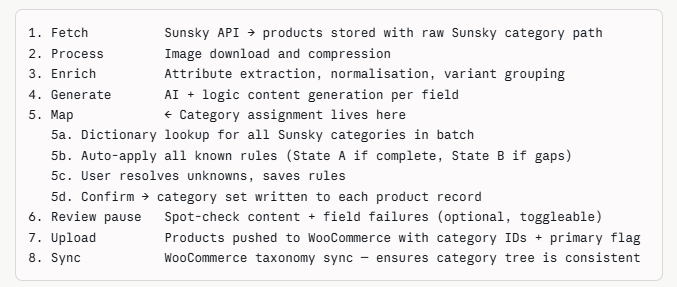 1. Fetch Sunsky API → products stored with raw Sunsky category path
2. Process Image download and compression
3. Enrich Attribute extraction, normalisation, variant grouping
4. Generate AI + logic content generation per field
5. Map ← Category assignment lives here
5a. Dictionary lookup for all Sunsky categories in batch
5b. Auto-apply all known rules (State A if complete, State B if gaps)
5c. User resolves unknowns, saves rules
5d. Confirm → category set written to each product record
6. Review pause Spot-check content + field failures (optional, toggleable)
7. Upload Products pushed to WooCommerce with category IDs + primary flag
8. Sync WooCommerce taxonomy sync — ensures category tree is consistent